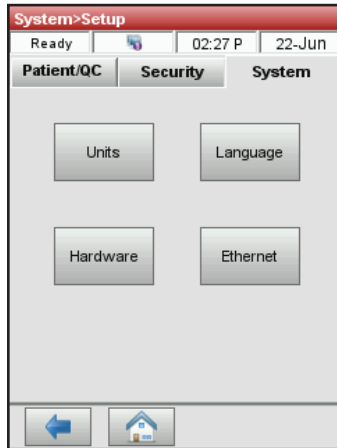 System>Setup
Ready 02:27 P 22-Jun
Patient/QC Security System
Units Language
Hardware Ethernet